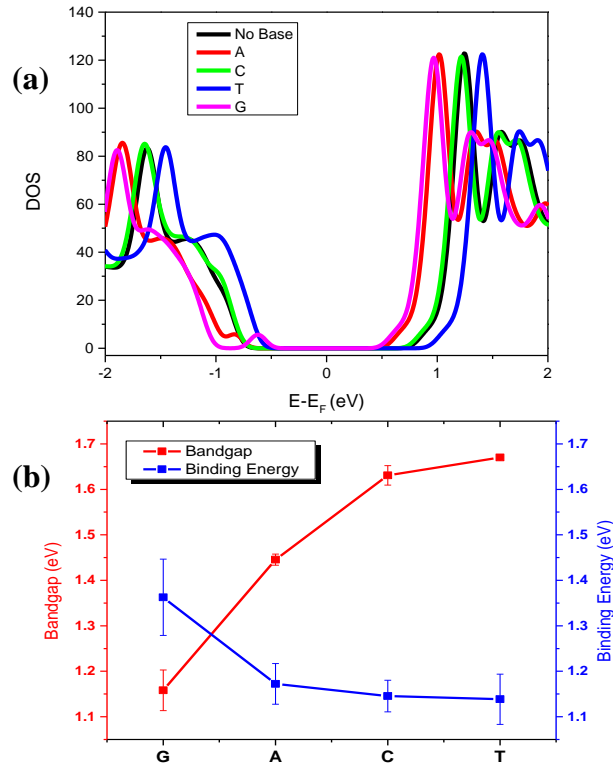 (a)
140
120
100
80
60
40
20
0
DOS
No Base
A
C
T
G
-2
-1
0
1
2
E-E_F (eV)
(b)
Bandgap
Binding Energy
1.7
1.6
1.5
1.4
1.3
1.2
1.1
Bandgap (eV)
1.7
1.6
1.5
1.4
1.3
1.2
1.1
Binding Energy (eV)
G A C T